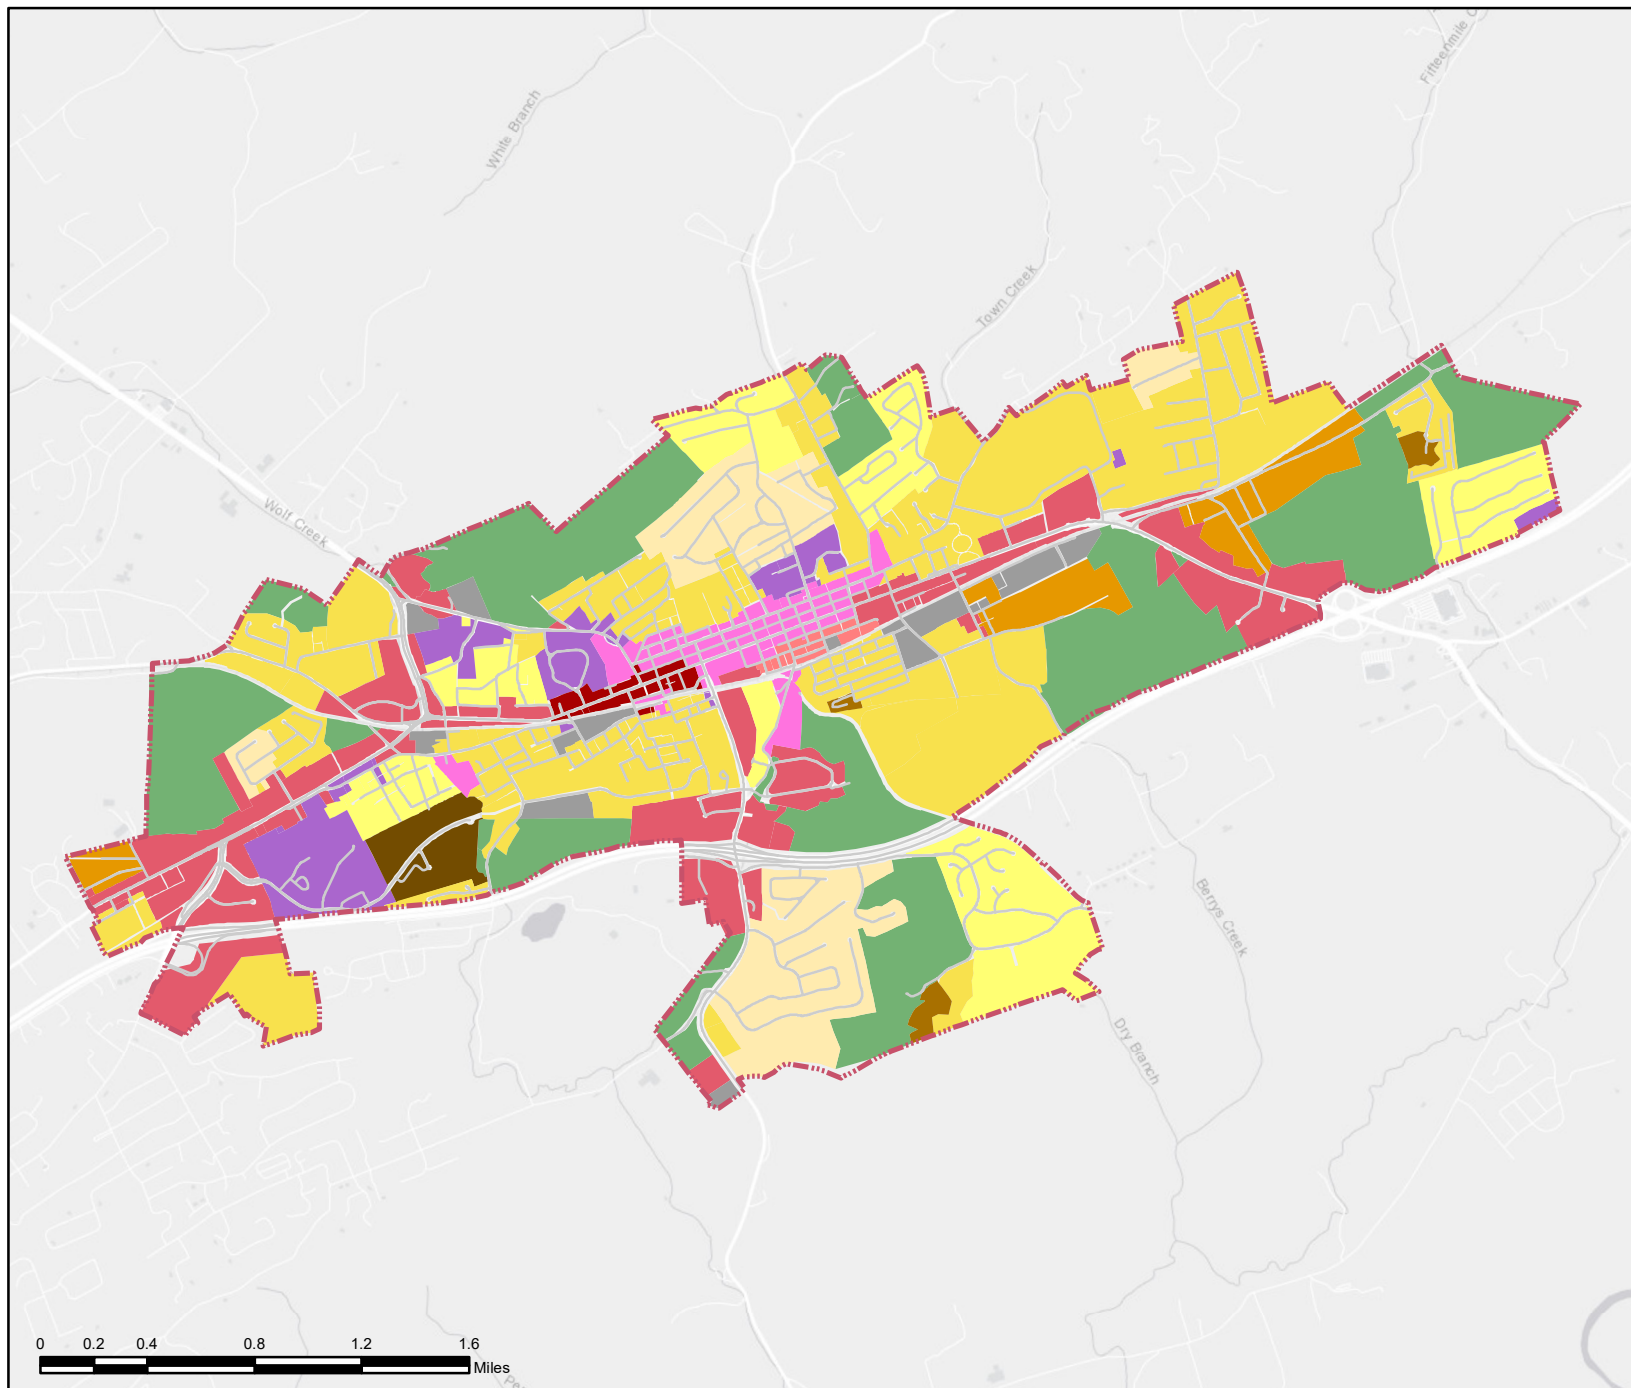 Fifteenmile C
White Branch
Town Creek
Wolf Creek
Berrys Creek
Dry Branch
0 0.2 0.4 0.8 1.2 1.6
Miles
Pe